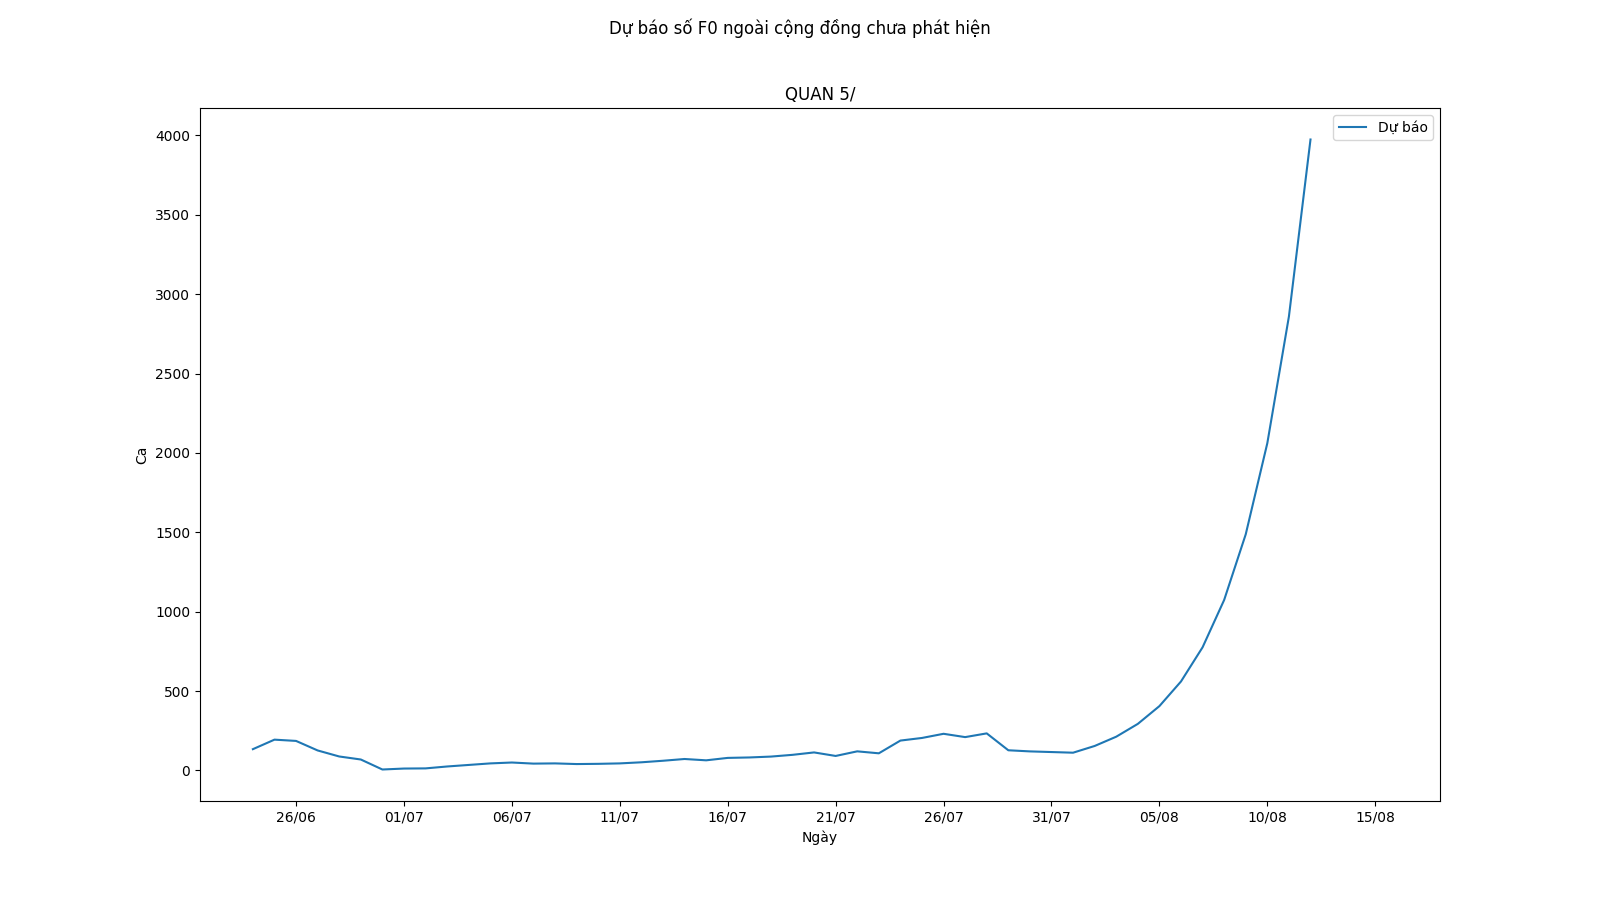 Dự báo số F0 ngoài cộng đồng chưa phát hiện
QUAN 5/
Dự báo
4000
3500
3000
2500
2000
1500
1000
500
0
Ca
26/06 01/07 06/07 11/07 16/07 21/07 26/07 31/07 05/08 10/08 15/08
Ngày